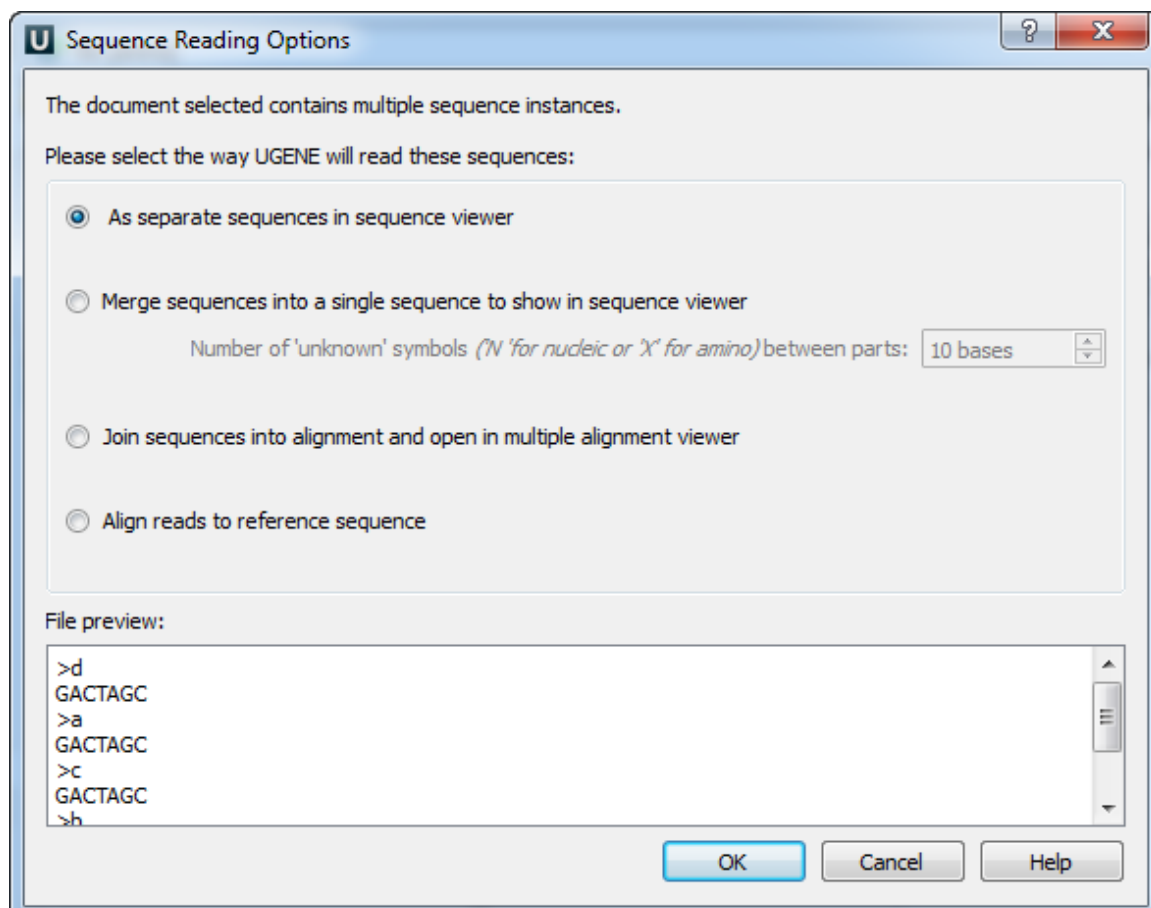 U Sequence Reading Options
The document selected contains multiple sequence instances.
Please select the way UGENE will read these sequences:
As separate sequences in sequence viewer
Merge sequences into a single sequence to show in sequence viewer
Number of 'unknown' symbols ('N 'for nucleic or 'X' for amino) between parts: 10 bases
Join sequences into alignment and open in multiple alignment viewer
Align reads to reference sequence
File preview:
>d
GACTAGC
>a
GACTAGC
>c
GACTAGC
>b
OK Cancel Help